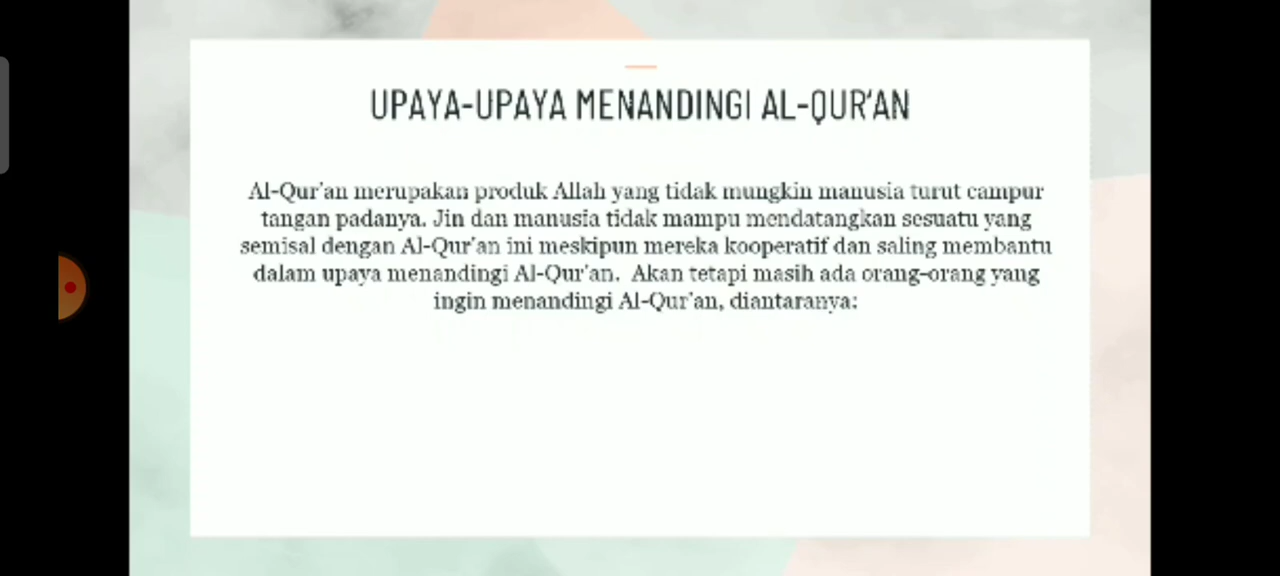 UPAYA-UPAYA MENANDINGI AL-QUR'AN
Al-Qur'an merupakan produk Allah yang tidak mungkin manusia turut campur
tangan padanya. Jin dan manusia tidak mampu mendatangkan sesuatu yang
semisal dengan Al-Qur'an ini meskipun mereka kooperatif dan saling membantu
dalam upaya menandingi Al-Qur'an. Akan tetapi masih ada orang-orang yang
ingin menandingi Al-Qur'an, diantaranya: